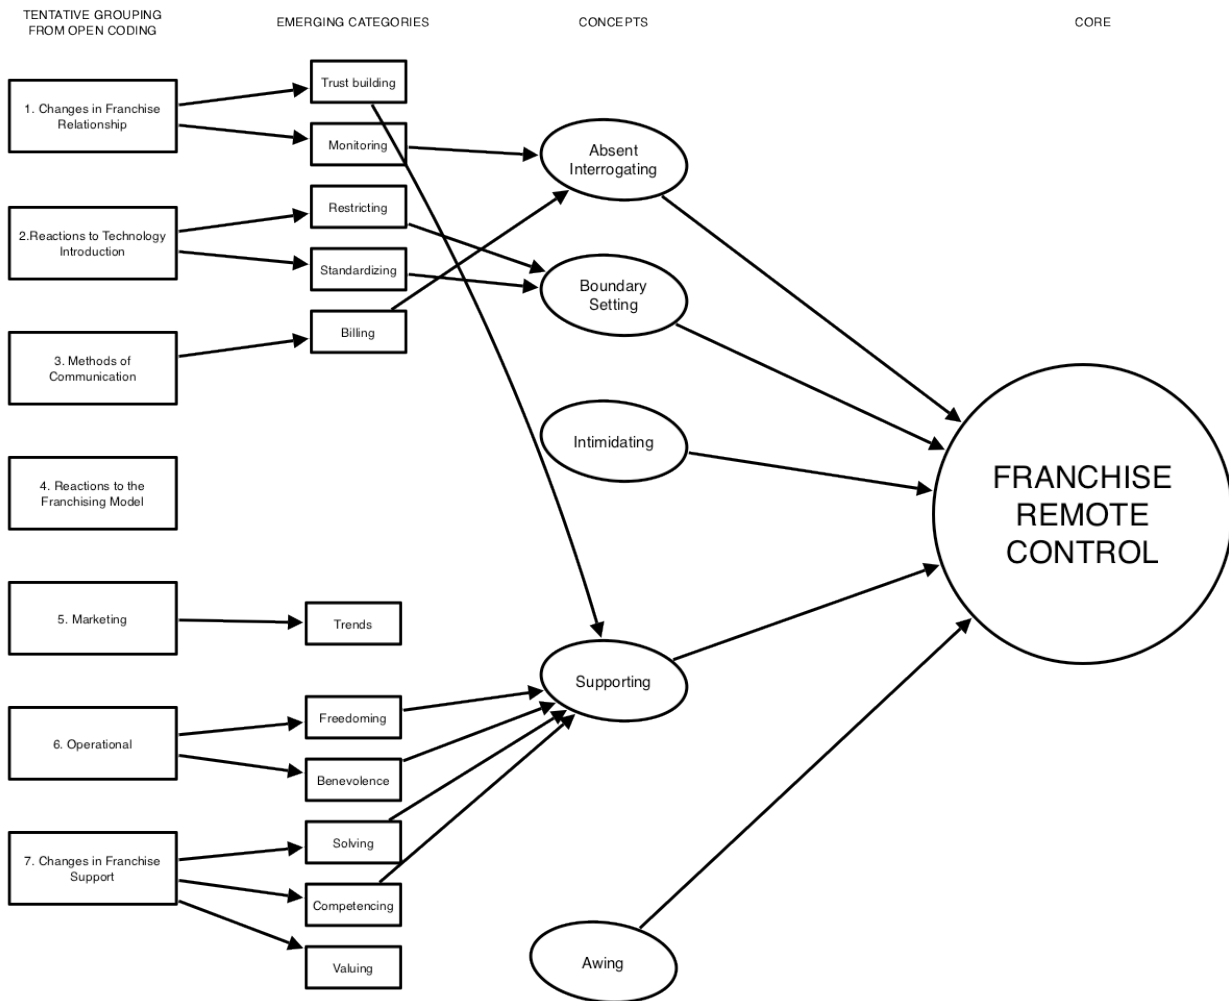 TENTATIVE GROUPING
FROM OPEN CODING
EMERGING CATEGORIES
CONCEPTS
CORE
1. Changes in Franchise
Relationship
2.Reactions to Technology
Introduction
3. Methods of
Communication
4. Reactions to the
Franchising Model
5. Marketing
6. Operational
7. Changes in Franchise
Support
Trust building
Monitoring
Restricting
Standardizing
Billing
Trends
Freedoming
Benevolence
Solving
Competencing
Valuing
Absent
Interrogating
Boundary
Setting
Intimidating
Supporting
Awing
FRANCHISE
REMOTE
CONTROL